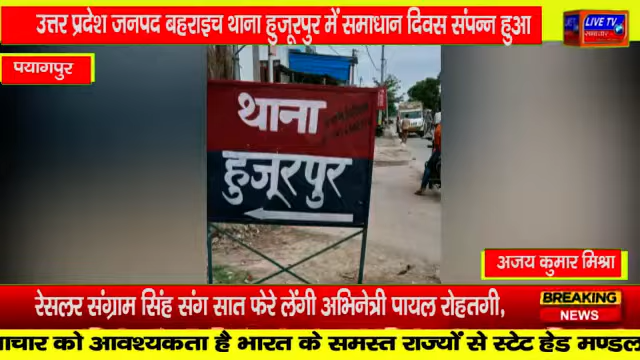 उत्तर प्रदेश जनपद बहराइच थाना हुजूरपुर में समाधान दिवस संपन्न हुआ
LIVE TV
समाचार
पयागपुर
थाना
हुजूरपुर
अजय कुमार मिश्रा
रेसलर संग्राम सिंह संग सात फेरे लेंगी अभिनेत्री पायल रोहतगी,
BREAKING
NEWS
ाचार को आवश्यकता है भारत के समस्त राज्यों से स्टेट हेड मण्डल